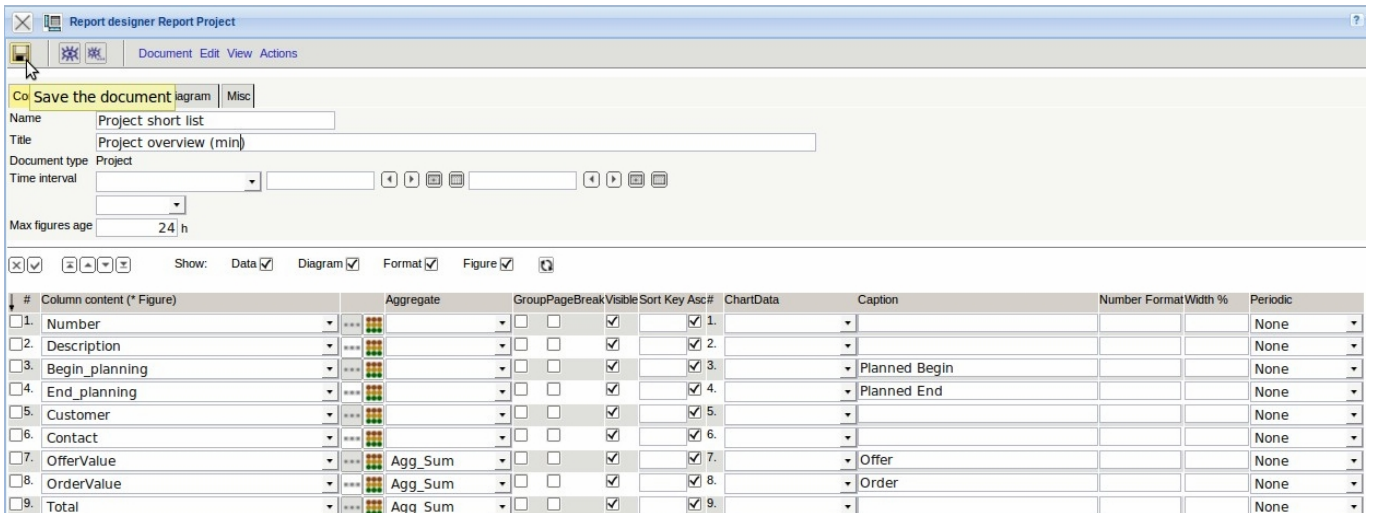 Report designer Report Project ?
Document Edit View Actions
Co Save the document iagram Misc
Name Project short list
Title Project overview (min)
Document type Project
Time interval
Max figures age 24 h
Show: Data Diagram Format Figure
# Column content (* Figure) Aggregate Group PageBreak Visible Sort Key Asc # ChartData Caption Number Format Width % Periodic
1. Number 1. None
2. Description 2. None
3. Begin_planning 3. Planned Begin None
4. End_planning 4. Planned End None
5. Customer 5. None
6. Contact 6. None
7. OfferValue Agg_Sum 7. Offer None
8. OrderValue Agg_Sum 8. Order None
9. Total Agg_Sum 9. None